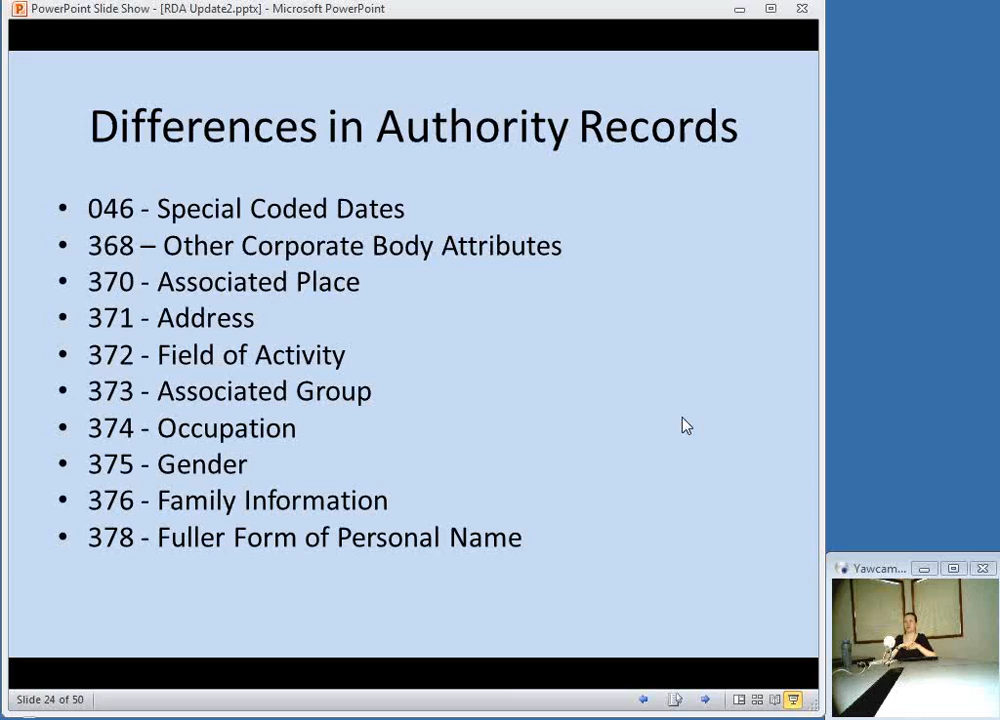 PowerPoint Slide Show - [RDA Update2.pptx] - Microsoft PowerPoint
Differences in Authority Records
• 046 - Special Coded Dates
• 368 – Other Corporate Body Attributes
• 370 - Associated Place
• 371 - Address
• 372 - Field of Activity
• 373 - Associated Group
• 374 - Occupation
• 375 - Gender
• 376 - Family Information
• 378 - Fuller Form of Personal Name
Yawcam...
Slide 24 of 50